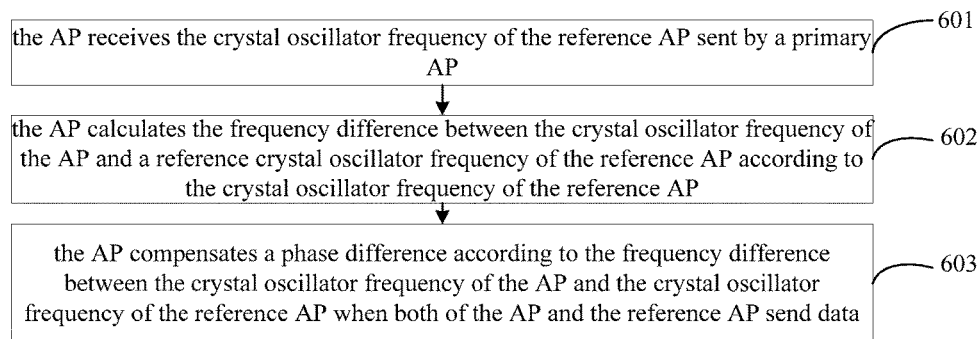 the AP receives the crystal oscillator frequency of the reference AP sent by a primary
AP
601
the AP calculates the frequency difference between the crystal oscillator frequency of
the AP and a reference crystal oscillator frequency of the reference AP according to
the crystal oscillator frequency of the reference AP
602
the AP compensates a phase difference according to the frequency difference
between the crystal oscillator frequency of the AP and the crystal oscillator
frequency of the reference AP when both of the AP and the reference AP send data
603